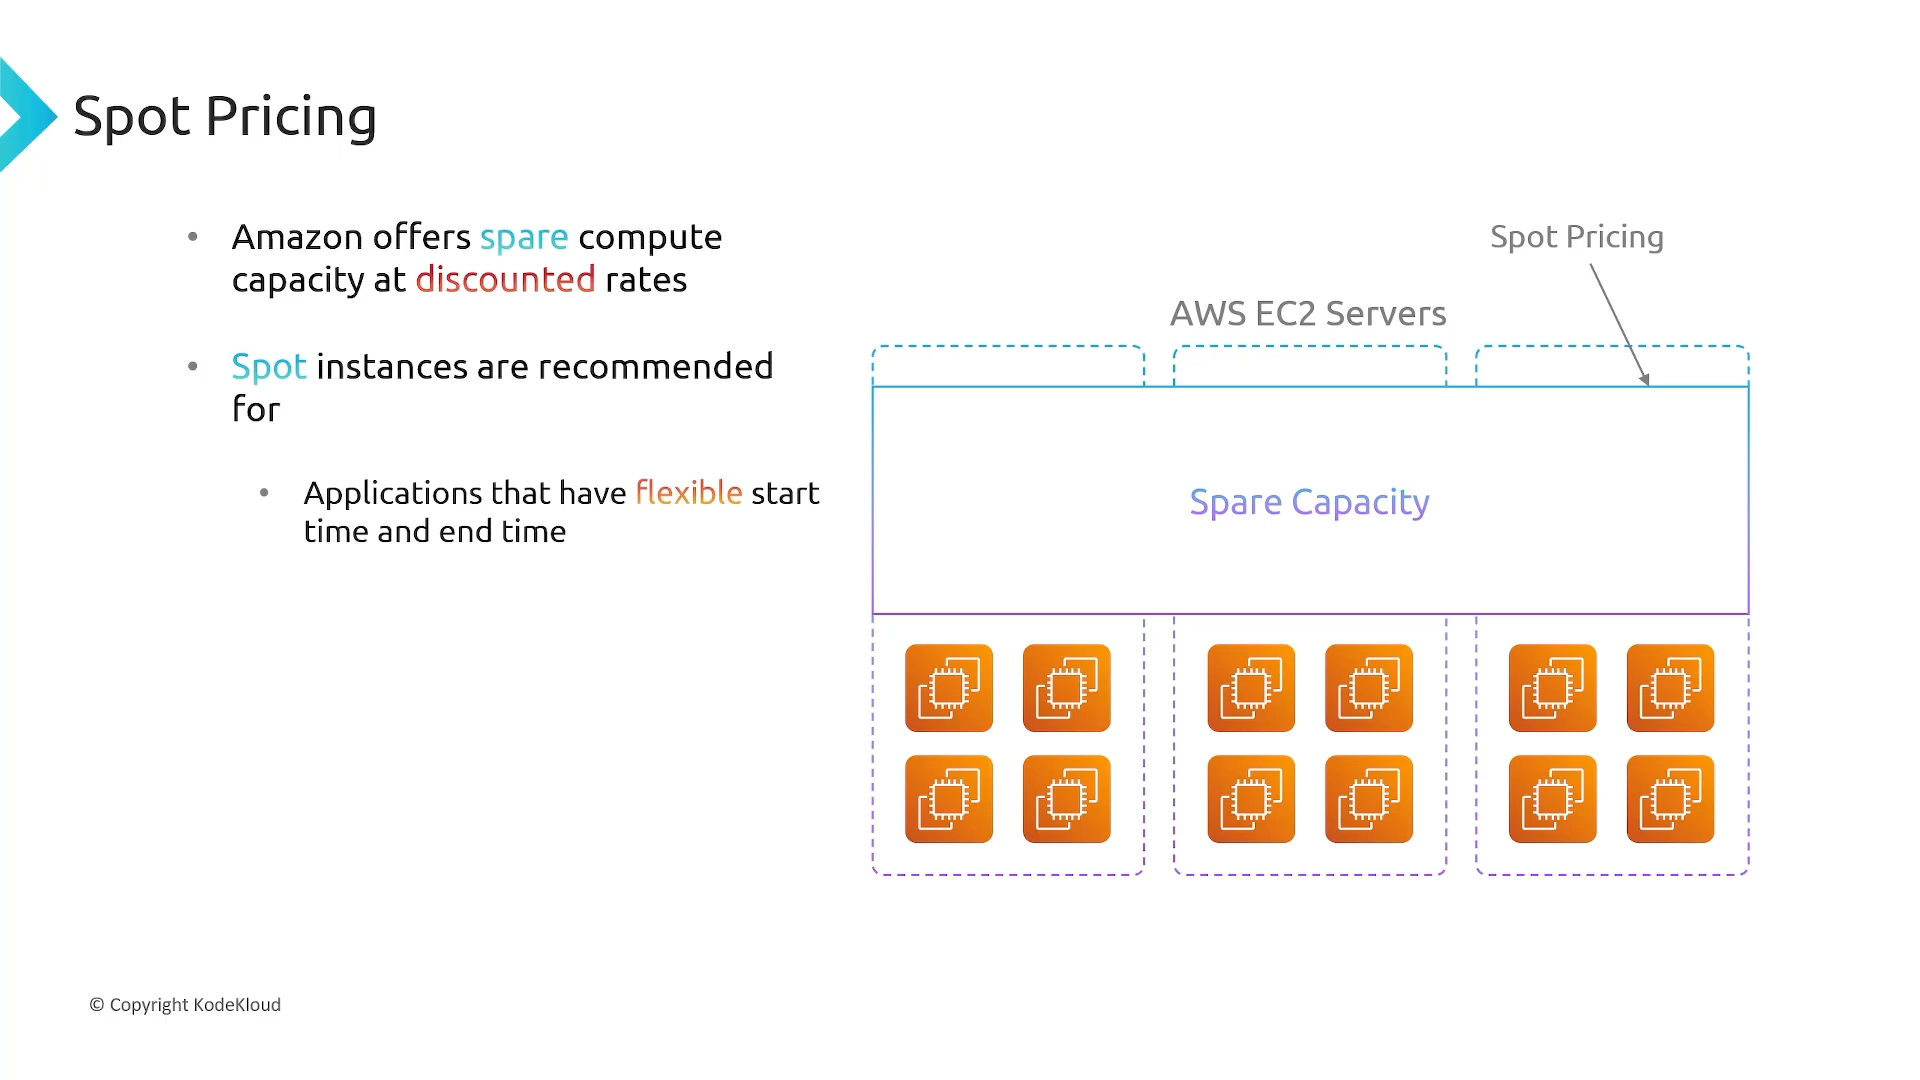 Spot Pricing
• Amazon offers spare compute
capacity at discounted rates
• Spot instances are recommended
for
• Applications that have flexible start
time and end time
Spot Pricing
AWS EC2 Servers
Spare Capacity
© Copyright KodeKloud